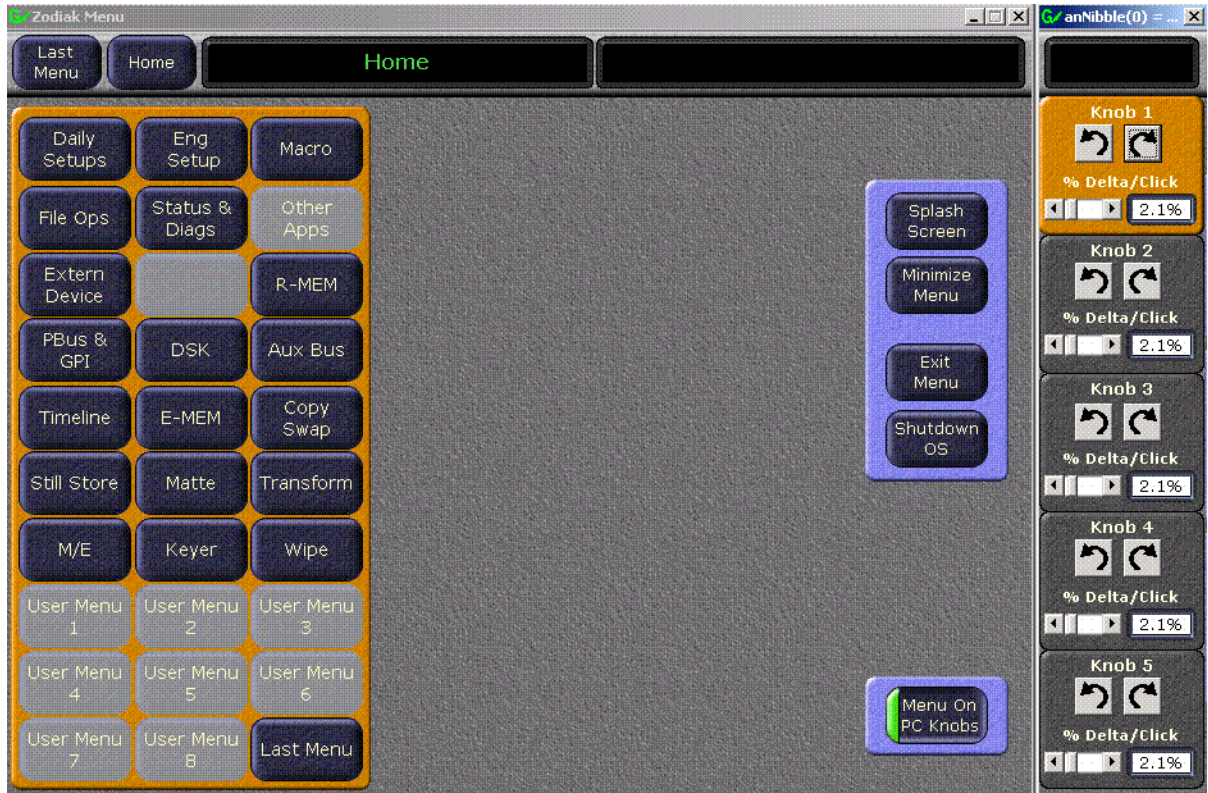 Zodiak Menu
Last
Menu
Home
Home
Daily
Setups
Eng
Setup
Macro
File Ops
Status &
Diags
Other
Apps
Extern
Device
R-MEM
PBus &
GPI
DSK
Aux Bus
Timeline
E-MEM
Copy
Swap
Still Store
Matte
Transform
M/E
Keyer
Wipe
User Menu
1
User Menu
2
User Menu
3
User Menu
4
User Menu
5
User Menu
6
User Menu
7
User Menu
8
Last Menu
Splash
Screen
Minimize
Menu
Exit
Menu
Shutdown
OS
Menu On
PC Knobs
anNibble(0) = ...
Knob 1
% Delta/Click
2.1%
Knob 2
% Delta/Click
2.1%
Knob 3
% Delta/Click
2.1%
Knob 4
% Delta/Click
2.1%
Knob 5
% Delta/Click
2.1%